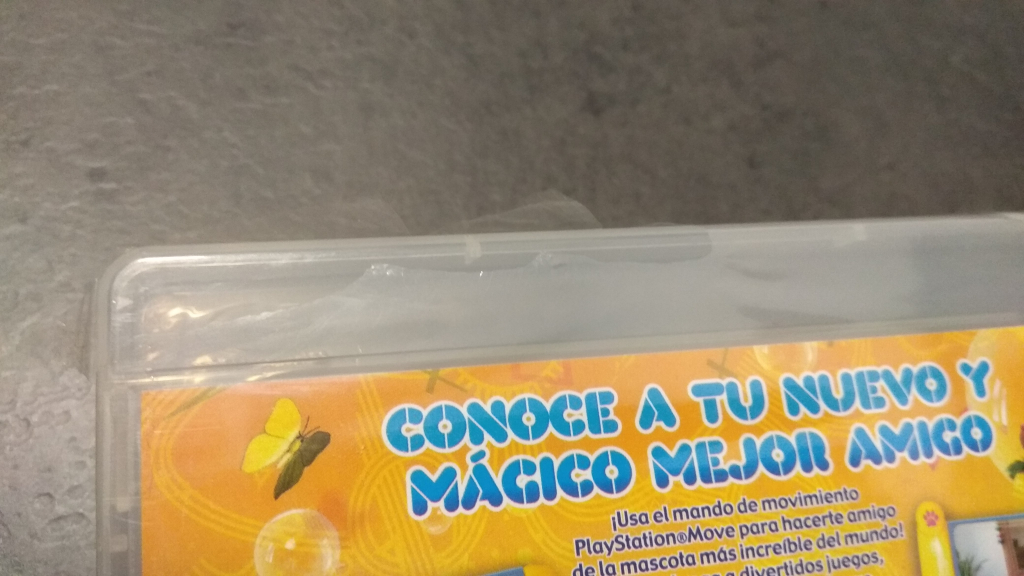 CONOCE A TU NUEVO Y
MÁGICO MEJOR AMIGO
¡Usa el mando de movimiento
PlayStation®Move para hacerte amigo
de la mascota más increíble del mundo!
a divertidos juegos,